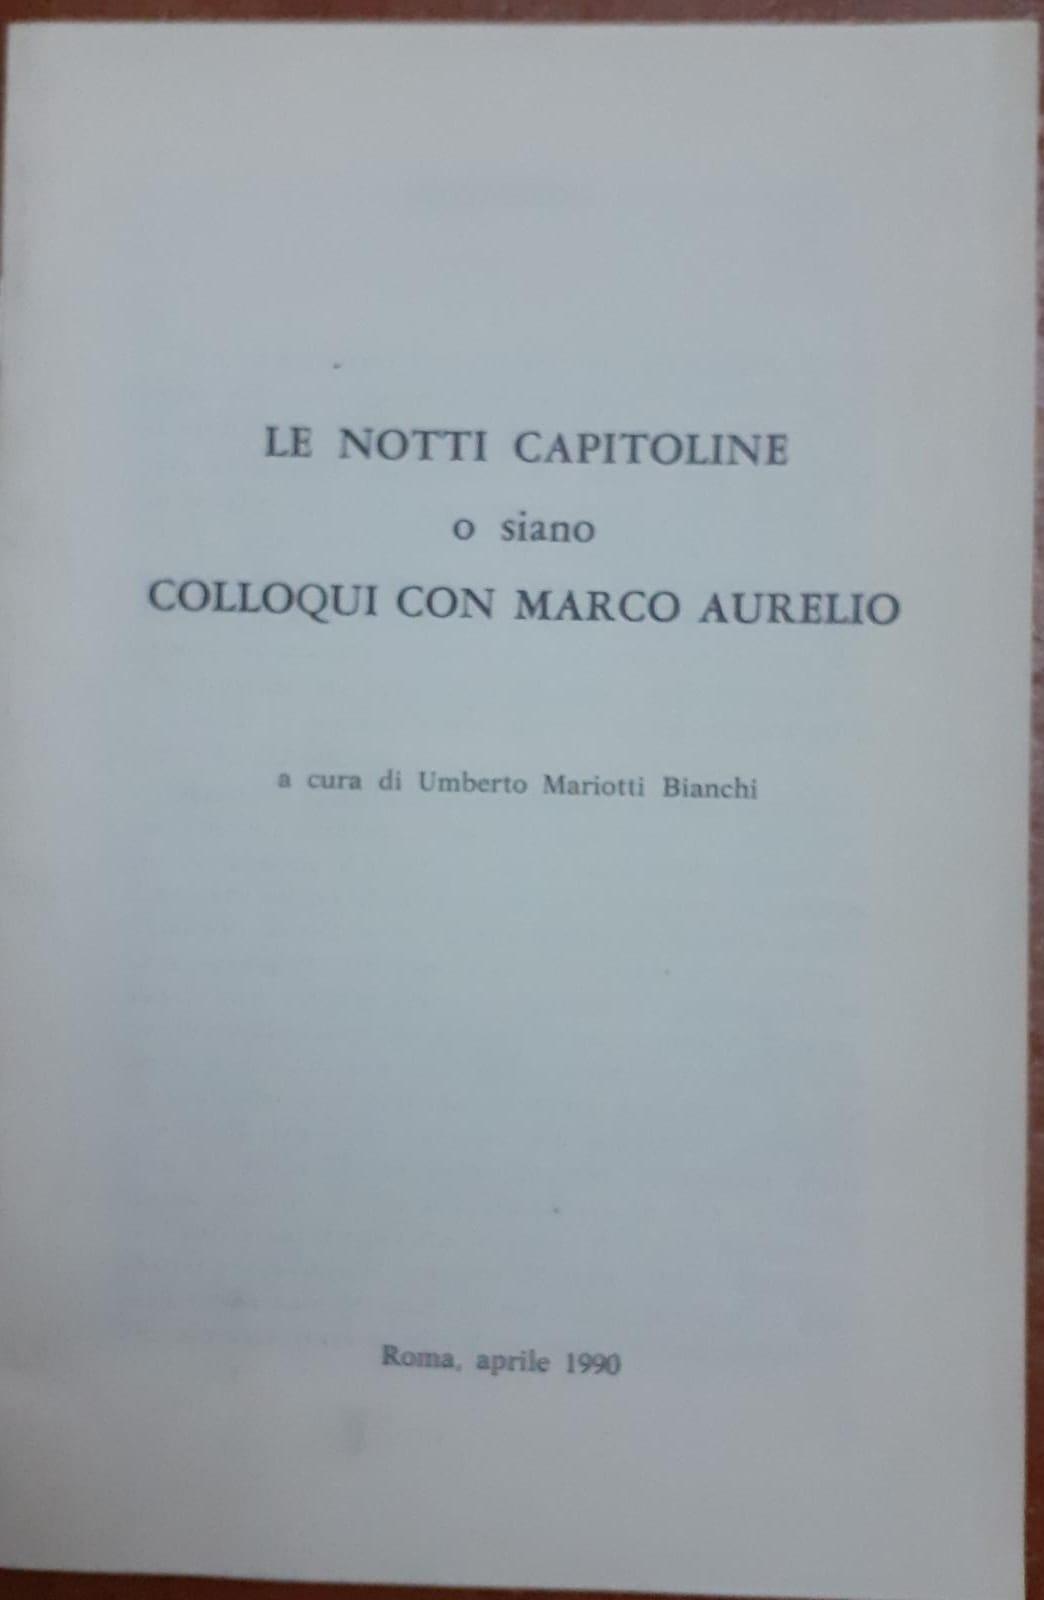 LE NOTTI CAPITOLINE
o siano
COLLOQUI CON MARCO AURELIO
a cura di Umberto Mariotti Bianchi
Roma, aprile 1990